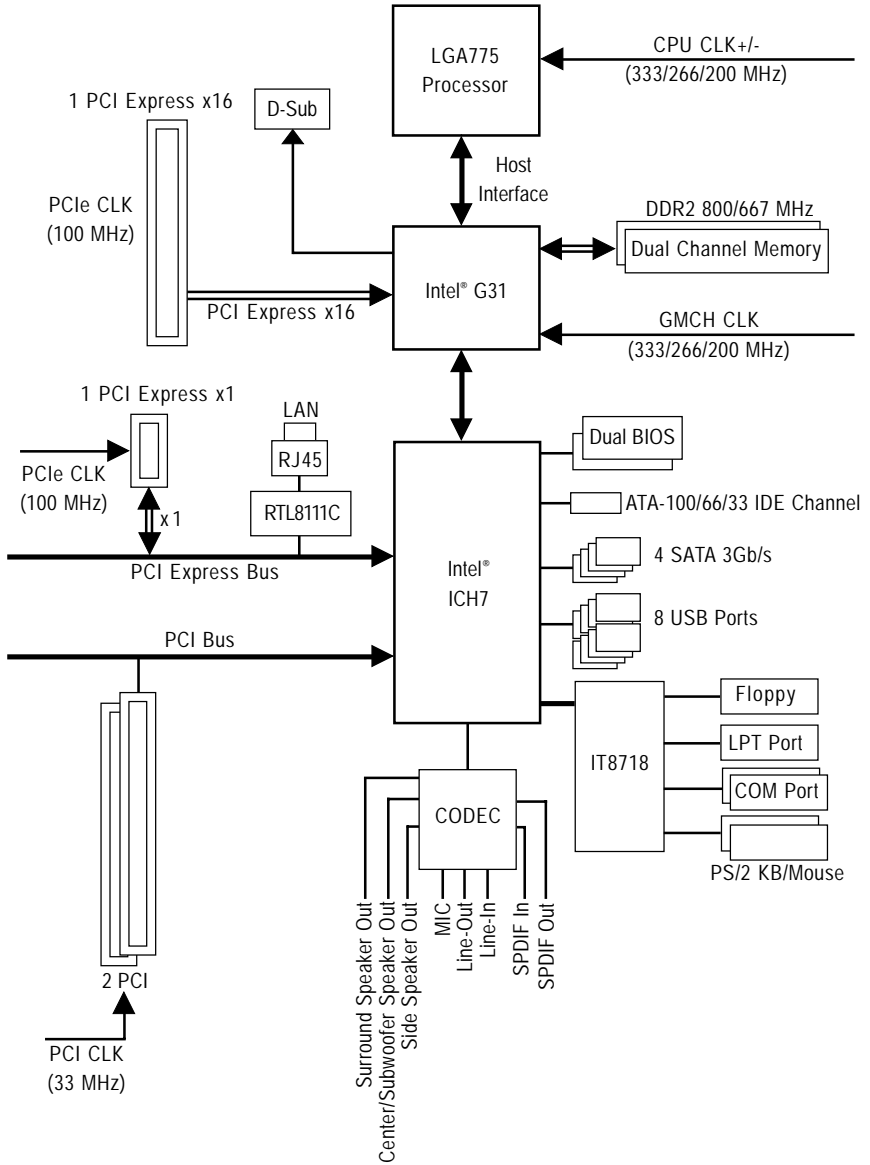 LGA775
Processor
CPU CLK+/-
(333/266/200 MHz)
1 PCI Express x16
D-Sub
Host
Interface
PCIe CLK
(100 MHz)
DDR2 800/667 MHz
Dual Channel Memory
Intel® G31
PCI Express x16
GMCH CLK
(333/266/200 MHz)
1 PCI Express x1
LAN
RJ45
Dual BIOS
PCIe CLK
(100 MHz)
x1
RTL8111C
ATA-100/66/33 IDE Channel
PCI Express Bus
Intel®
ICH7
4 SATA 3Gb/s
8 USB Ports
PCI Bus
IT8718
Floppy
LPT Port
COM Port
PS/2 KB/Mouse
CODEC
Surround Speaker Out
Center/Subwoofer Speaker Out
Side Speaker Out
MIC
Line-Out
Line-In
SPDIF In
SPDIF Out
2 PCI
PCI CLK
(33 MHz)